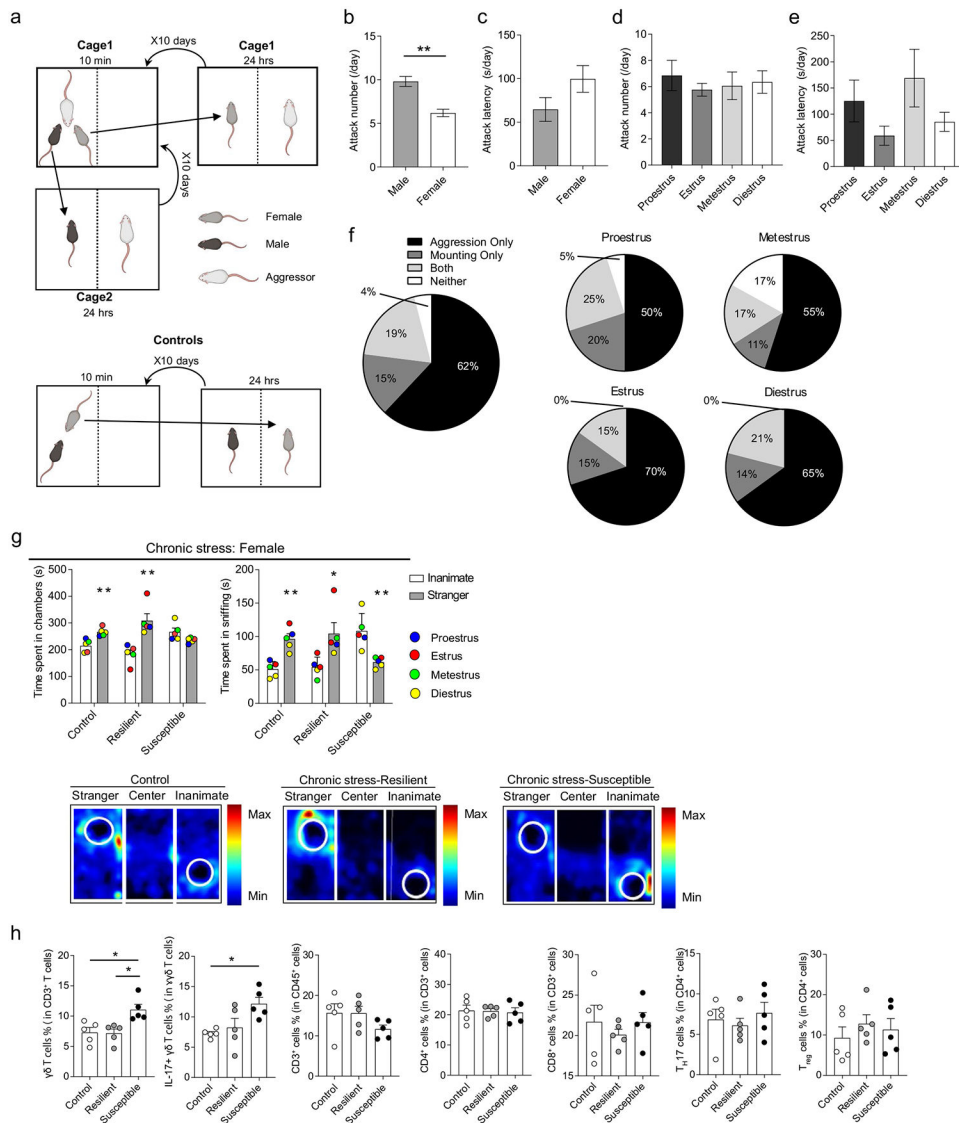 a
Cage1
10 min
X10 days
Cage1
24 hrs
X10 days
Female
Male
Aggressor
Cage2
24 hrs
Controls
10 min
X10 days
24 hrs
b
Attack number (/day)
15
10
5
0
**
Male
Female
c
Attack latency (s/day)
150
100
50
0
Male
Female
d
Attack number (/day)
10
8
6
4
2
0
Proestrus
Estrus
Metestrus
Diestrus
e
Attack latency (s/day)
250
200
150
100
50
0
Proestrus
Estrus
Metestrus
Diestrus
f
Aggression Only
Mounting Only
Both
Neither
4%
19%
15%
62%
Proestrus
5%
25%
20%
50%
Metestrus
17%
17%
11%
55%
Estrus
0%
15%
15%
70%
Diestrus
0%
21%
14%
65%
g
Chronic stress: Female
Time spent in chambers (s)
500
400
300
200
100
0
**
**
Control
Resilient
Susceptible
Time spent in sniffing (s)
200
150
100
50
0
**
*
**
Control
Resilient
Susceptible
Inanimate
Stranger
Proestrus
Estrus
Metestrus
Diestrus
Control
Stranger Center Inanimate
Max
Min
Chronic stress-Resilient
Stranger Center Inanimate
Max
Min
Chronic stress-Susceptible
Stranger Center Inanimate
Max
Min
h
γδ T cells % (in CD3⁺ T cells)
20
15
10
5
0
*
*
Control
Resilient
Susceptible
IL-17+ γδ T cells % (in γγδ T cells)
20
15
10
5
0
*
Control
Resilient
Susceptible
CD3⁺ cells % (in CD45⁺ cells)
30
20
10
0
Control
Resilient
Susceptible
CD4⁺ cells % (in CD3⁺ cells)
40
30
20
10
0
Control
Resilient
Susceptible
CD8⁺ cells % (in CD3⁺ cells)
30
28
25
23
20
18
Control
Resilient
Susceptible
T_H17 cells % (in CD4⁺ cells)
15
10
5
0
Control
Resilient
Susceptible
T_reg cells % (in CD4⁺ cells)
30
20
10
0
Control
Resilient
Susceptible